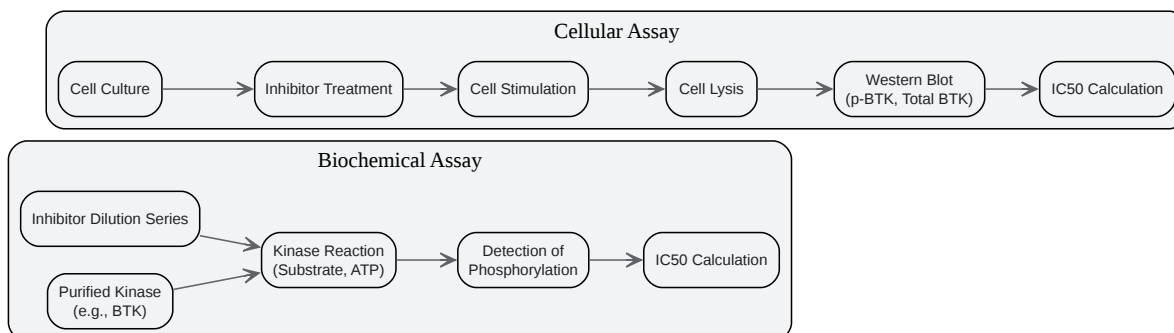 Cellular Assay
Cell Culture
Inhibitor Treatment
Cell Stimulation
Cell Lysis
Western Blot
(p-BTK, Total BTK)
IC50 Calculation
Biochemical Assay
Inhibitor Dilution Series
Purified Kinase
(e.g., BTK)
Kinase Reaction
(Substrate, ATP)
Detection of
Phosphorylation
IC50 Calculation